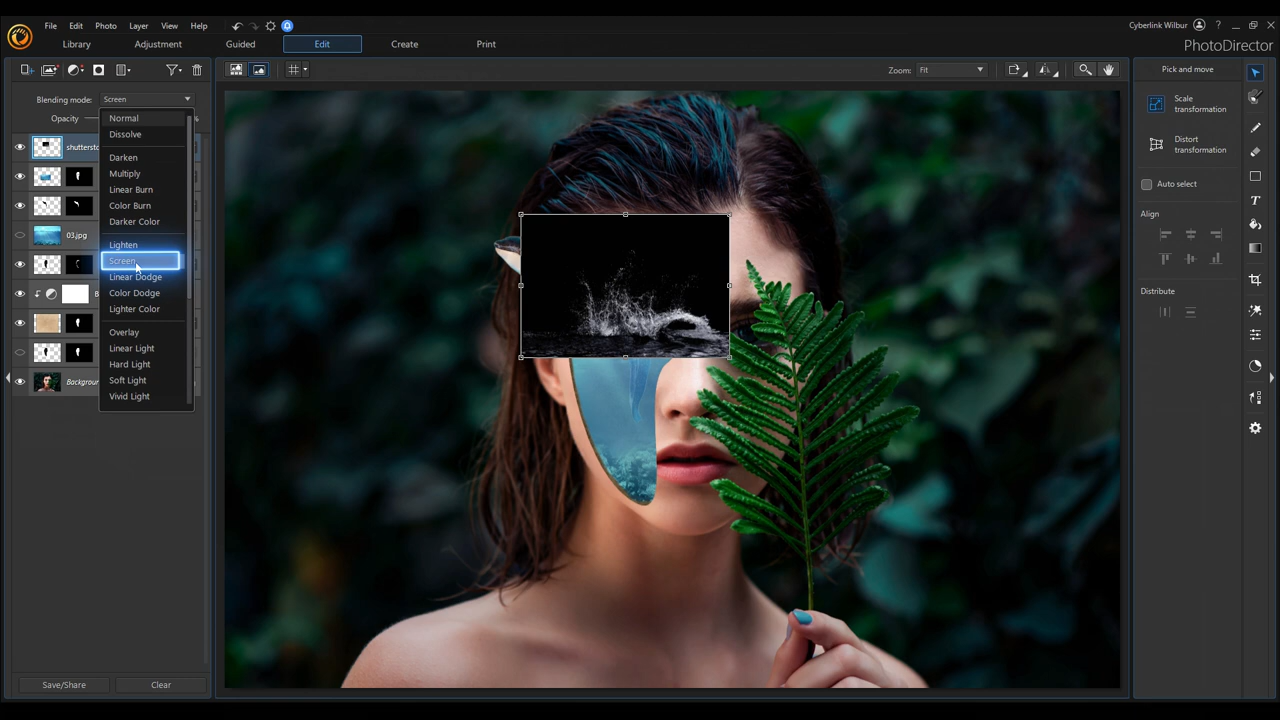 File Edit Photo Layer View Help
Cyberlink Wilbur ?
Library Adjustment Guided Edit Create Print
PhotoDirector
Zoom: Fit
Pick and move
Blending mode: Screen
Opacity %
Normal
Dissolve
Darken
Multiply
Linear Burn
Color Burn
Darker Color
Lighten
Screen
Linear Dodge
Color Dodge
Lighter Color
Overlay
Linear Light
Hard Light
Soft Light
Vivid Light
shuttersto
03.jpg
B
Backgroun
Scale
transformation
Distort
transformation
Auto select
Align
Distribute
T
Save/Share Clear